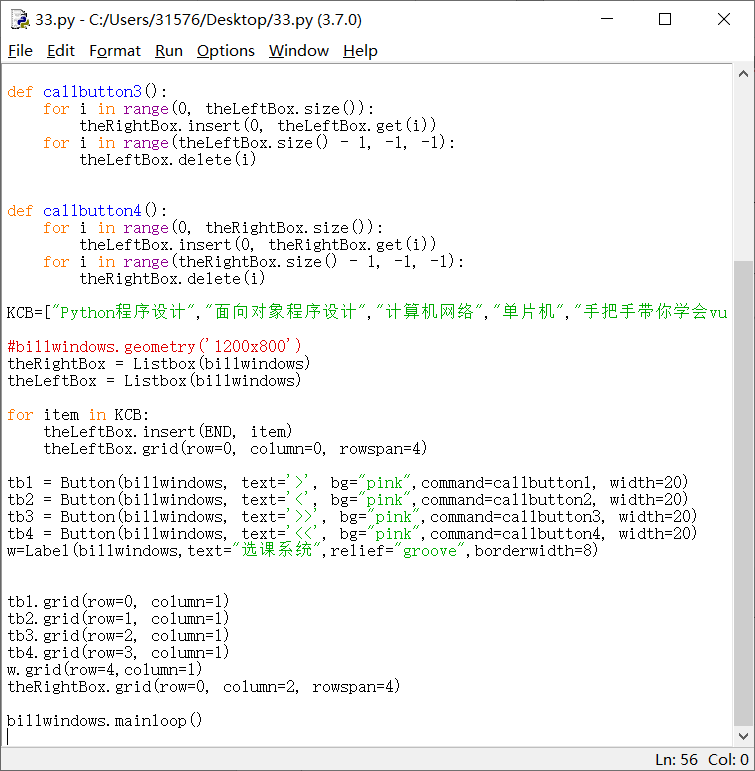 33.py - C:/Users/31576/Desktop/33.py (3.7.0)
File Edit Format Run Options Window Help
def callbutton3():
    for i in range(0, theLeftBox.size()):
        theRightBox.insert(0, theLeftBox.get(i))
    for i in range(theLeftBox.size() - 1, -1, -1):
        theLeftBox.delete(i)
def callbutton4():
    for i in range(0, theRightBox.size()):
        theLeftBox.insert(0, theRightBox.get(i))
    for i in range(theRightBox.size() - 1, -1, -1):
        theRightBox.delete(i)
KCB=["Python程序设计","面向对象程序设计","计算机网络","单片机","手把手带你学会vu
#billwindows.geometry('1200x800')
theRightBox = Listbox(billwindows)
theLeftBox = Listbox(billwindows)
for item in KCB:
    theLeftBox.insert(END, item)
    theLeftBox.grid(row=0, column=0, rowspan=4)
tb1 = Button(billwindows, text='>', bg="pink",command=callbutton1, width=20)
tb2 = Button(billwindows, text='<', bg="pink",command=callbutton2, width=20)
tb3 = Button(billwindows, text='>>', bg="pink",command=callbutton3, width=20)
tb4 = Button(billwindows, text='<<', bg="pink",command=callbutton4, width=20)
w=Label(billwindows,text="选课系统",relief="groove",borderwidth=8)
tb1.grid(row=0, column=1)
tb2.grid(row=1, column=1)
tb3.grid(row=2, column=1)
tb4.grid(row=3, column=1)
w.grid(row=4,column=1)
theRightBox.grid(row=0, column=2, rowspan=4)
billwindows.mainloop()
Ln: 56 Col: 0